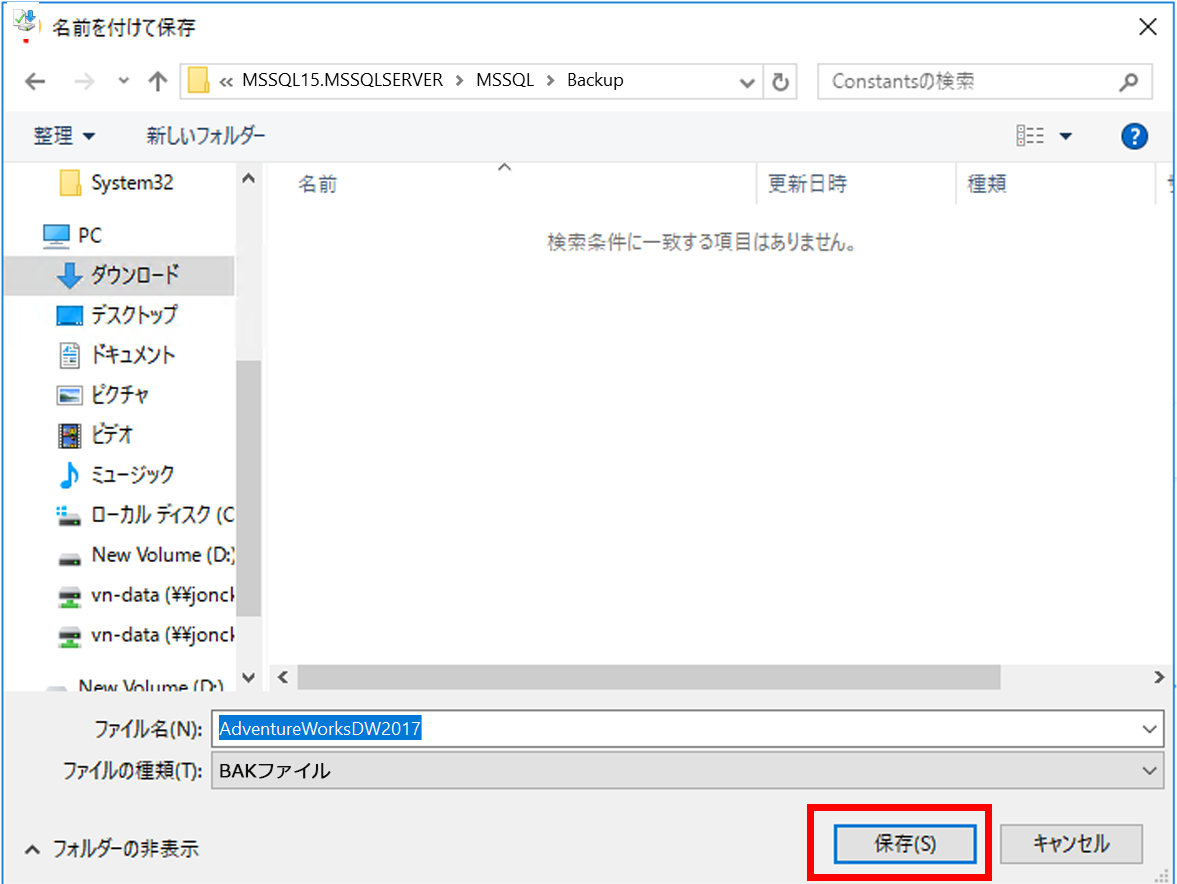 名前を付けて保存
« MSSQL15.MSSQLSERVER > MSSQL > Backup
Constantsの検索
整理
新しいフォルダー
?
System32
PC
ダウンロード
デスクトップ
ドキュメント
ピクチャ
ビデオ
ミュージック
ローカル ディスク (C
New Volume (D:)
vn-data (¥¥jonck
vn-data (¥¥jonck
New Volume (D:)
名前
更新日時
種類
検索条件に一致する項目はありません。
ファイル名(N):
AdventureWorksDW2017
ファイルの種類(T):
BAKファイル
フォルダーの非表示
保存(S)
キャンセル